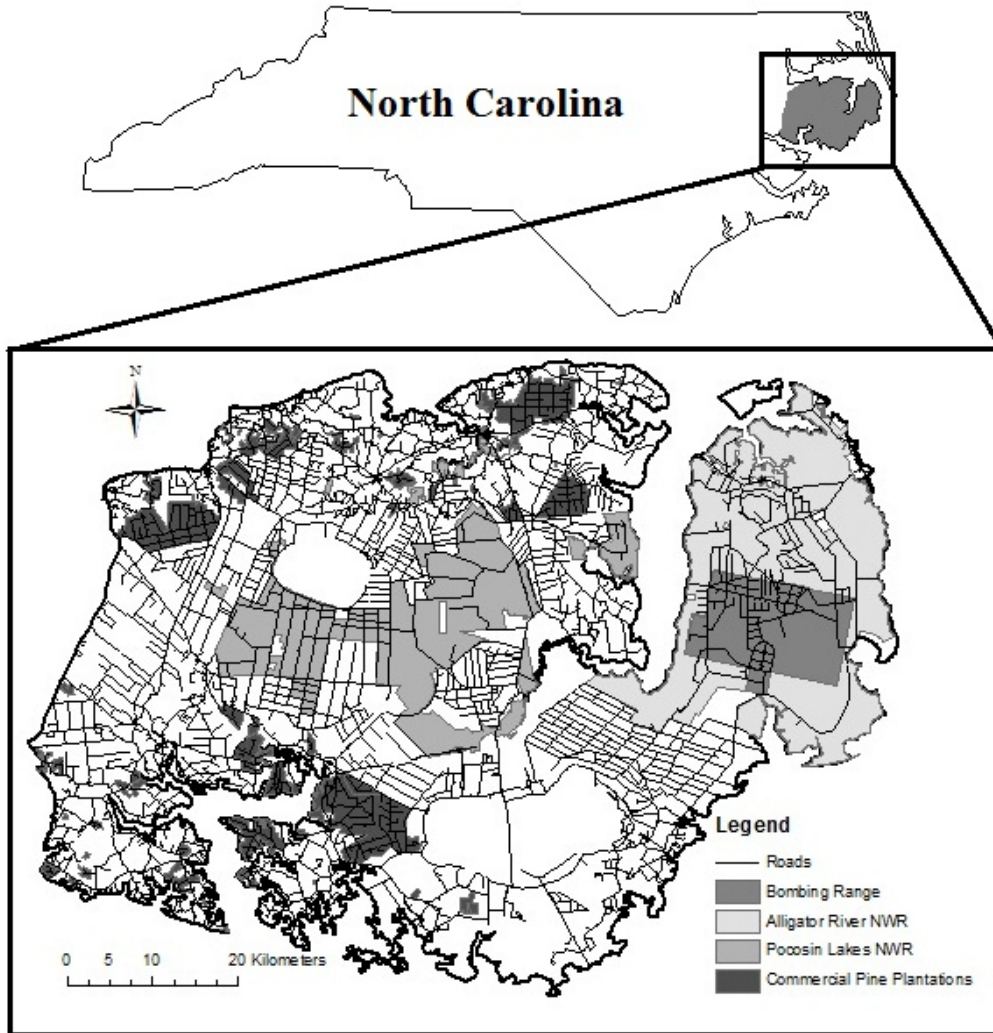 North Carolina
N
Legend
Roads
Bombing Range
Alligator River NWR
Pocosin Lakes NWR
Commercial Pine Plantations
0 5 10 20 Kilometers